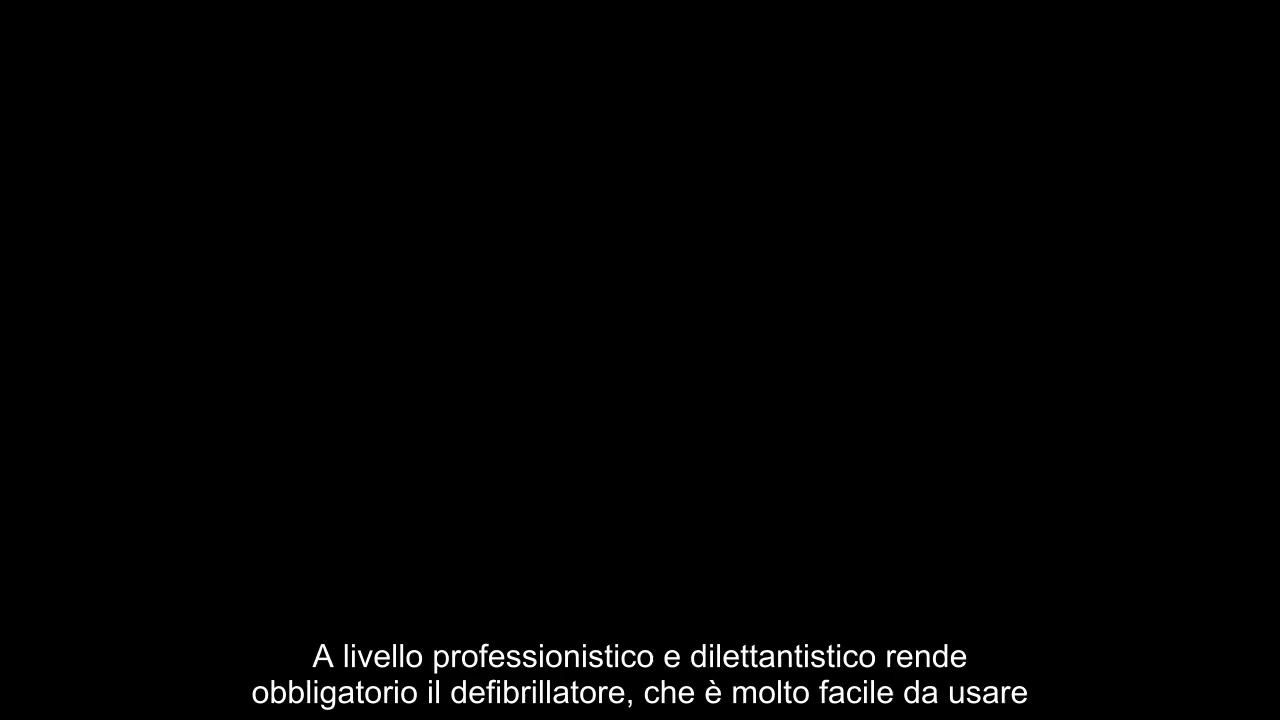 A livello professionistico e dilettantistico rende
obbligatorio il defibrillatore, che è molto facile da usare